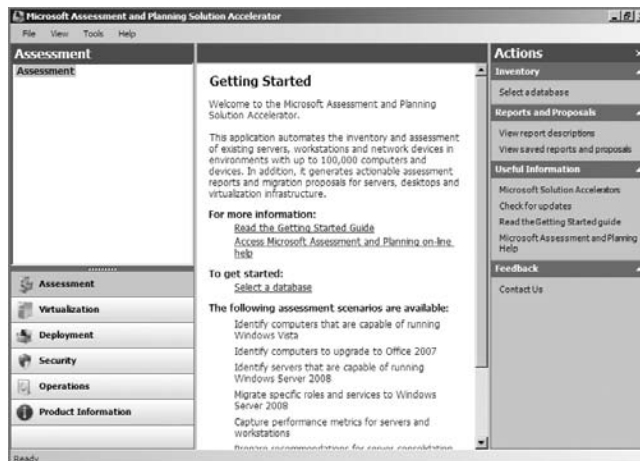 Microsoft Assessment and Planning Solution Accelerator
File View Tools Help
Assessment
Assessment
Assessment
Virtualization
Deployment
Security
Operations
Product Information
Getting Started
Welcome to the Microsoft Assessment and Planning
Solution Accelerator.
This application automates the inventory and assessment
of existing servers, workstations and network devices in
environments with up to 100,000 computers and
devices. In addition, it generates actionable assessment
reports and migration proposals for servers, desktops and
virtualization infrastructure.
For more information:
Read the Getting Started Guide
Access Microsoft Assessment and Planning on-line
help
To get started:
Select a database
The following assessment scenarios are available:
Identify computers that are capable of running
Windows Vista
Identify computers to upgrade to Office 2007
Identify servers that are capable of running
Windows Server 2008
Migrate specific roles and services to Windows
Server 2008
Capture performance metrics for servers and
workstations
Prepare recommendations for server consolidation
Actions
Inventory
Select a database
Reports and Proposals
View report descriptions
View saved reports and proposals
Useful Information
Microsoft Solution Accelerators
Check for updates
Read the Getting Started guide
Microsoft Assessment and Planning
Help
Feedback
Contact Us
Ready